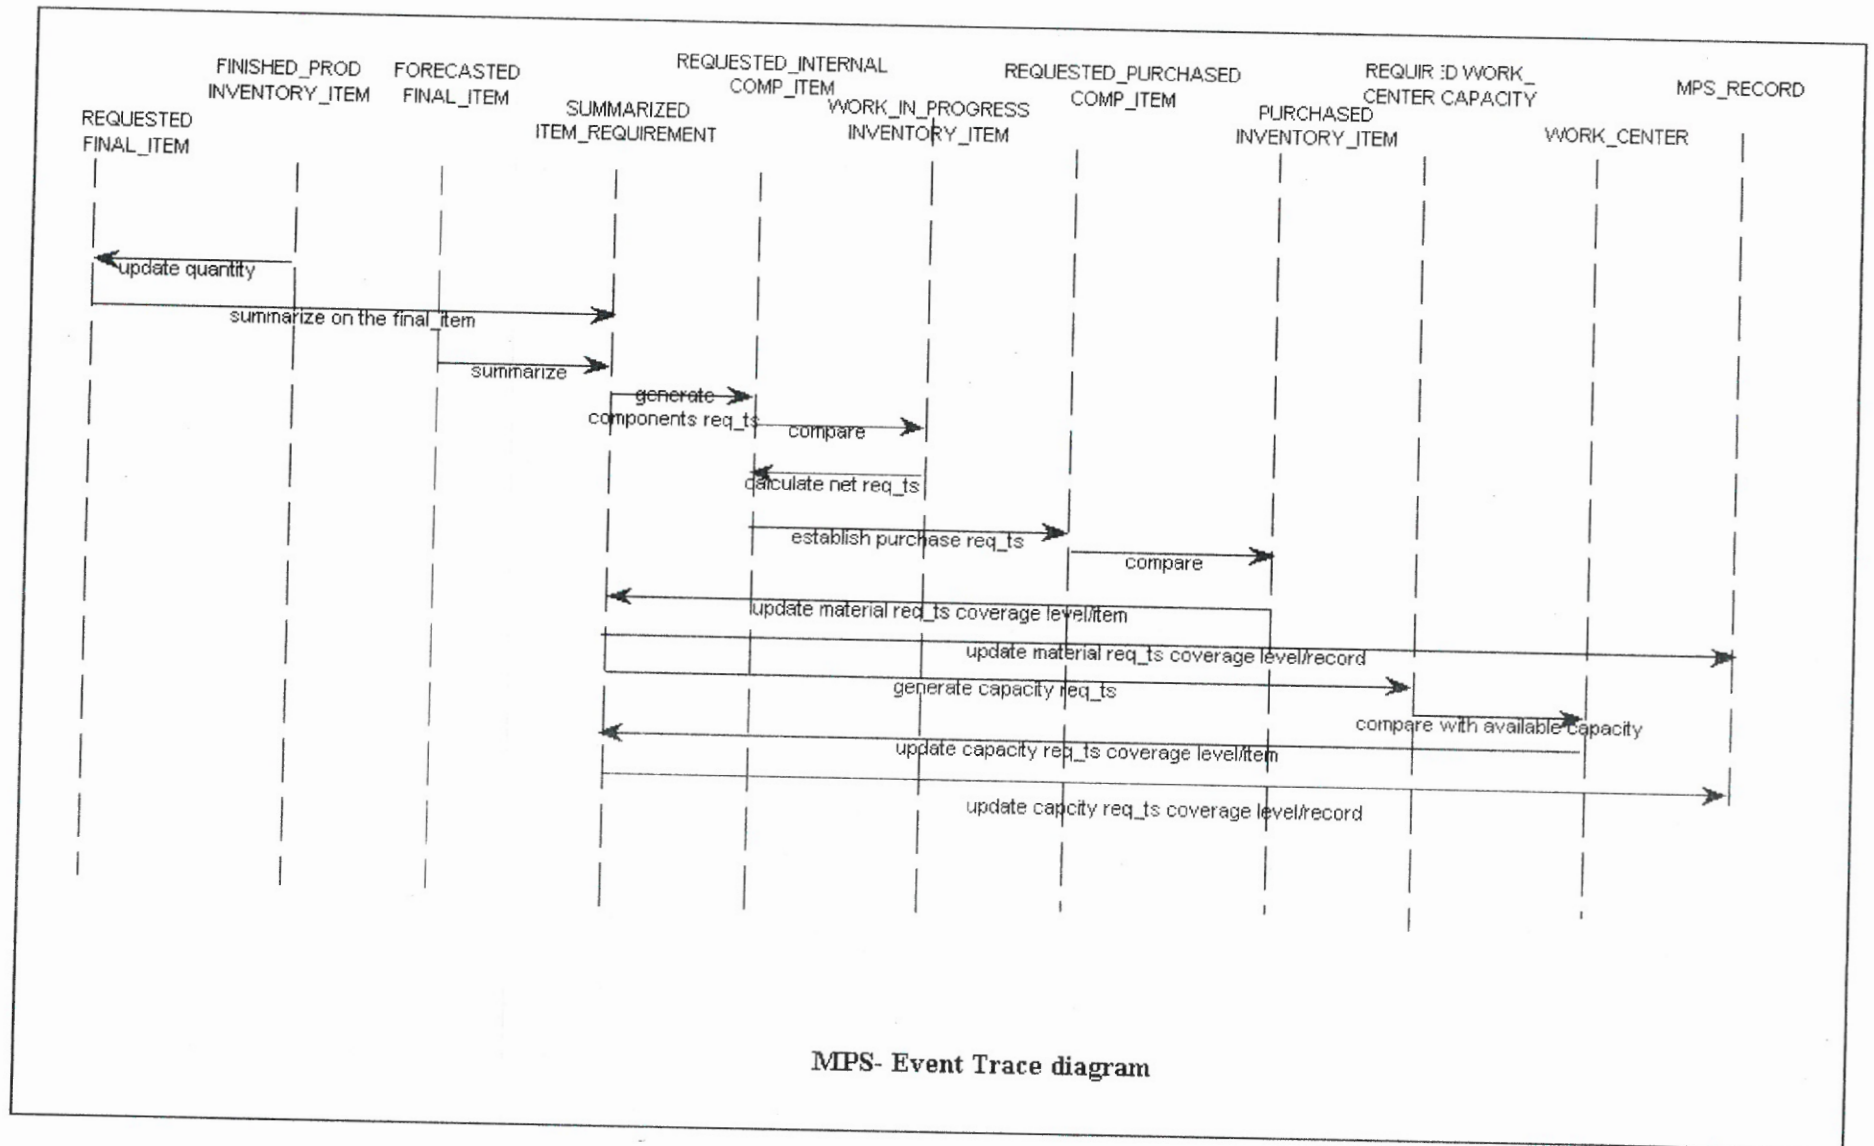 REQUESTED
FINAL_ITEM
FINISHED_PROD
INVENTORY_ITEM
FORECASTED
FINAL_ITEM
SUMMARIZED
ITEM_REQUIREMENT
REQUESTED_INTERNAL
COMP_ITEM
WORK_IN_PROGRESS
INVENTORY_ITEM
REQUESTED_PURCHASED
COMP_ITEM
PURCHASED
INVENTORY_ITEM
REQUIRED WORK_
CENTER CAPACITY
WORK_CENTER
MPS_RECORD
update quantity
summarize on the final_item
summarize
generate
components req_ts
compare
calculate net req_ts
establish purchase req_ts
compare
update material req_ts coverage level/item
update material req_ts coverage level/record
generate capacity req_ts
compare with available capacity
update capacity req_ts coverage level/item
update capcity req_ts coverage level/record
MPS- Event Trace diagram